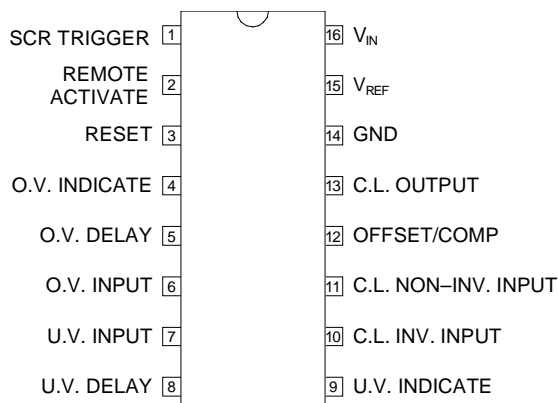 SCR TRIGGER 1 16 V_IN
REMOTE ACTIVATE 2 15 V_REF
RESET 3 14 GND
O.V. INDICATE 4 13 C.L. OUTPUT
O.V. DELAY 5 12 OFFSET/COMP
O.V. INPUT 6 11 C.L. NON–INV. INPUT
U.V. INPUT 7 10 C.L. INV. INPUT
U.V. DELAY 8 9 U.V. INDICATE